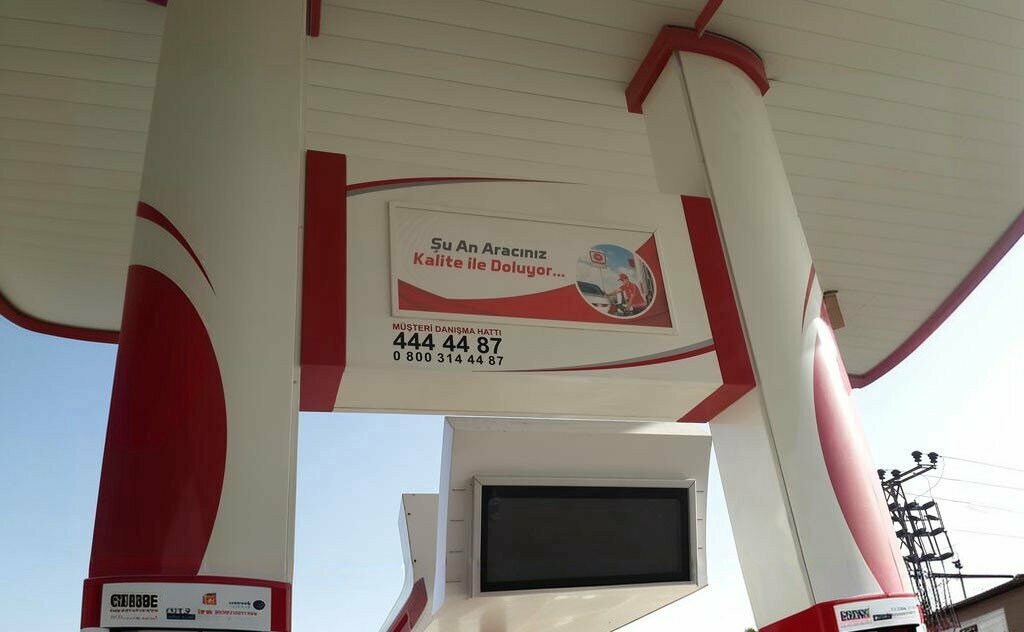 Şu An Aracınız
Kalite ile Doluyor...
MÜŞTERİ DANIŞMA HATTI
444 44 87
0 800 314 44 87